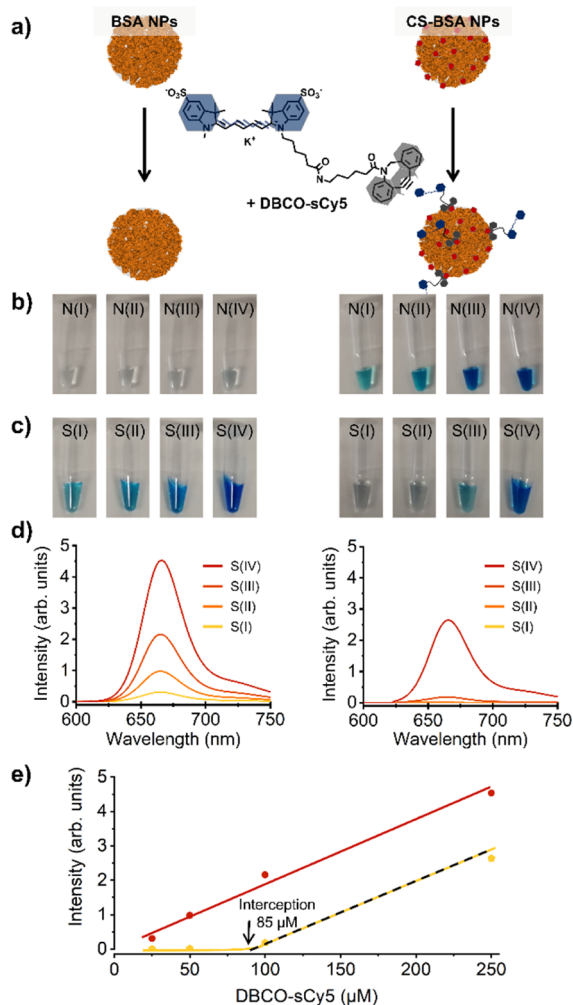 a)
BSA NPs
CS-BSA NPs
-O3S
SO3-
N
N+
K+
O
N
O
N
+ DBCO-sCy5
b)
N(I) N(II) N(III) N(IV)
N(I) N(II) N(III) N(IV)
c)
S(I) S(II) S(III) S(IV)
S(I) S(II) S(III) S(IV)
d)
Intensity (arb. units)
5
4
3
2
1
0
600 650 700 750
Wavelength (nm)
S(IV)
S(III)
S(II)
S(I)
Intensity (arb. units)
5
4
3
2
1
0
600 650 700 750
Wavelength (nm)
S(IV)
S(III)
S(II)
S(I)
e)
Intensity (arb. units)
5
4
3
2
1
0
Interception
85 µM
0 50 100 150 200 250
DBCO-sCy5 (µM)